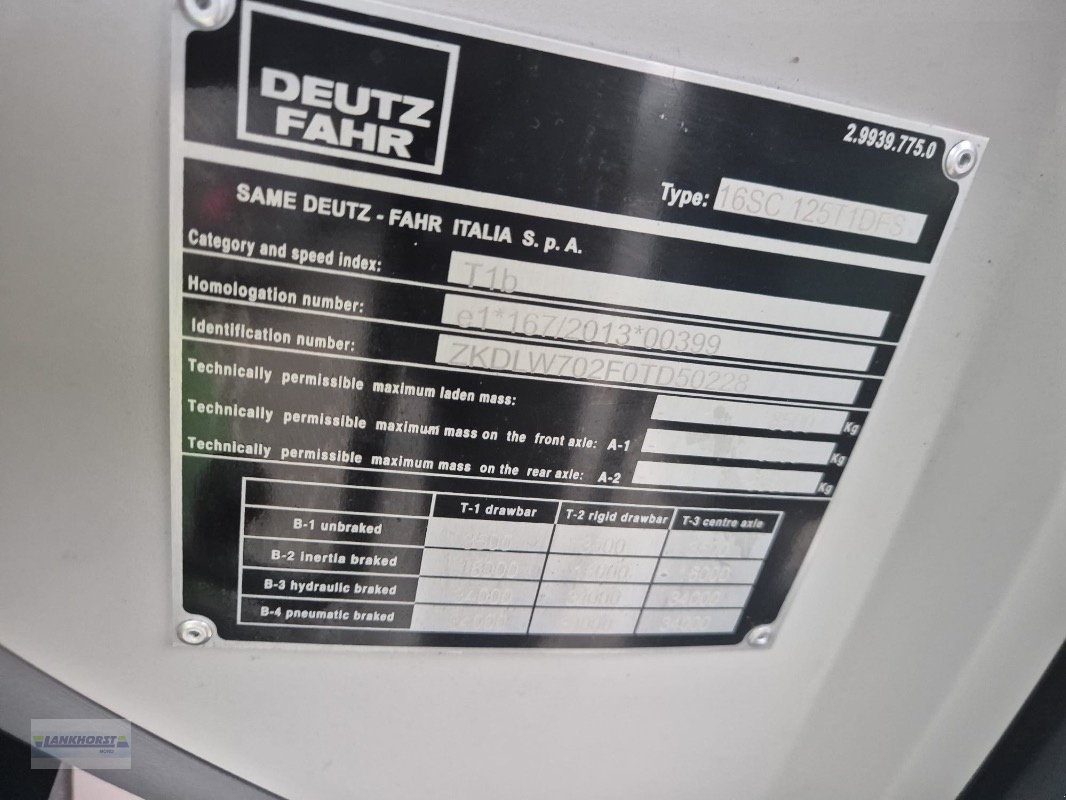 DEUTZ
FAHR
2.9939.775.0
Type: 16SC 125T1DFS
SAME DEUTZ - FAHR ITALIA S. p. A.
Category and speed index: T1b
Homologation number: e1*167/2013*00399
Identification number: ZKDLW702F0TD50228
Technically permissible maximum laden mass: Kg
Technically permissible maximum mass on the front axle: A-1 Kg
Technically permissible maximum mass on the rear axle: A-2 Kg
T-1 drawbar T-2 rigid drawbar T-3 centre axle
B-1 unbraked
B-2 inertia braked
B-3 hydraulic braked
B-4 pneumatic braked
LANKHORST